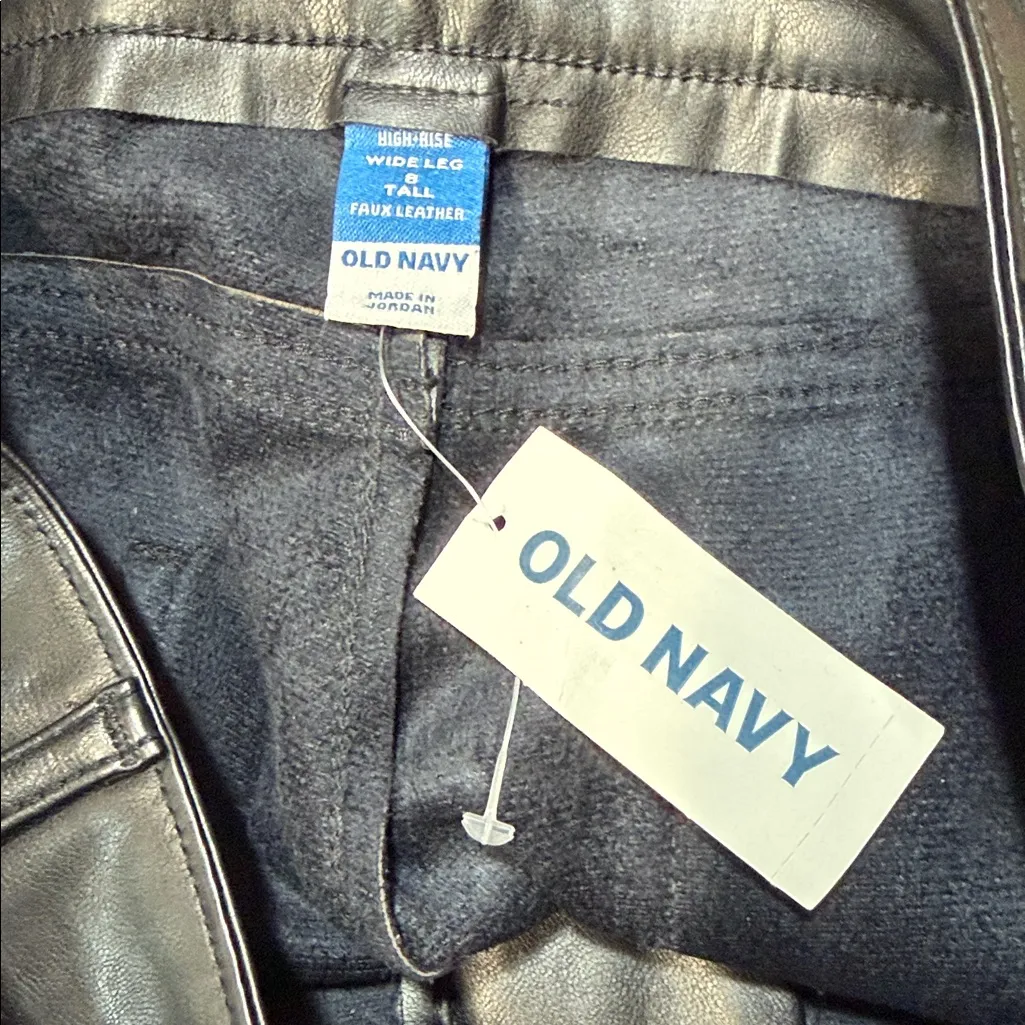 HIGH-RISE
WIDE LEG
8
TALL
FAUX LEATHER
OLD NAVY
MADE IN
JORDAN
OLD NAVY